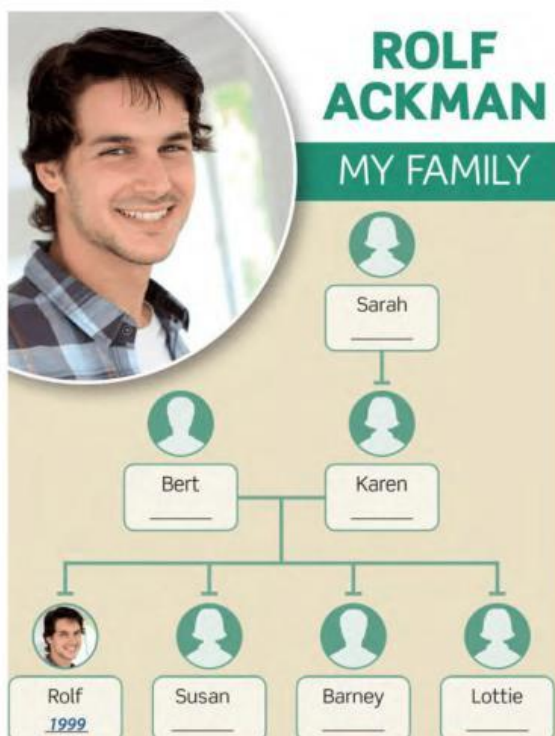 ROLF
ACKMAN
MY FAMILY
Sarah
Bert
Karen
Rolf
Susan
Barney
Lottie
1999